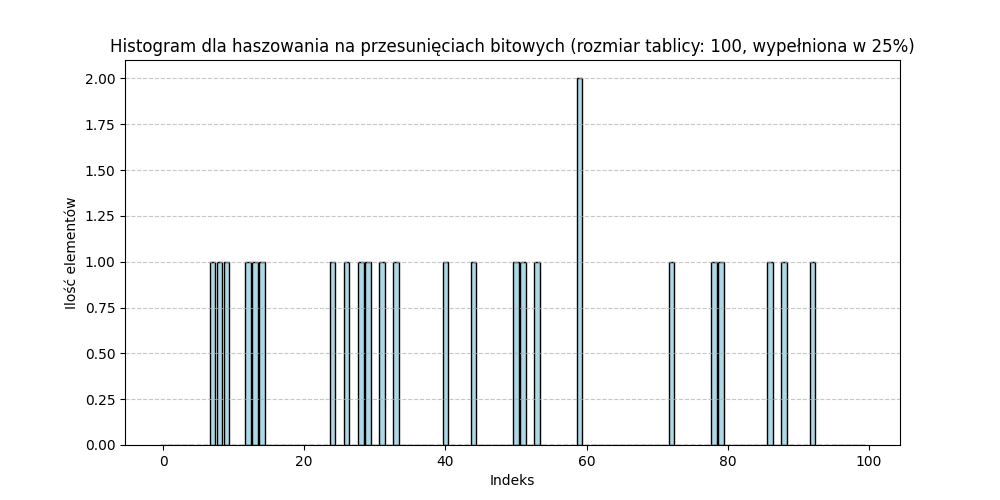 Histogram dla haszowania na przesunięciach bitowych (rozmiar tablicy: 100, wypełniona w 25%)
2.00
1.75
1.50
1.25
1.00
0.75
0.50
0.25
0.00
Ilość elementów
0 20 40 60 80 100
Indeks